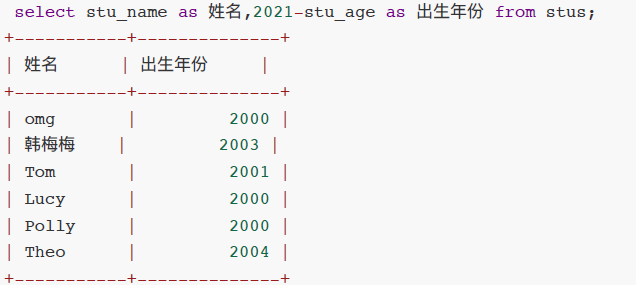 select stu_name as 姓名,2021-stu_age as 出生年份 from stus;
+-----------+--------------+
| 姓名      | 出生年份     |
+-----------+--------------+
| omg       |         2000 |
| 韩梅梅    |         2003 |
| Tom       |         2001 |
| Lucy      |         2000 |
| Polly     |         2000 |
| Theo      |         2004 |
+-----------+--------------+